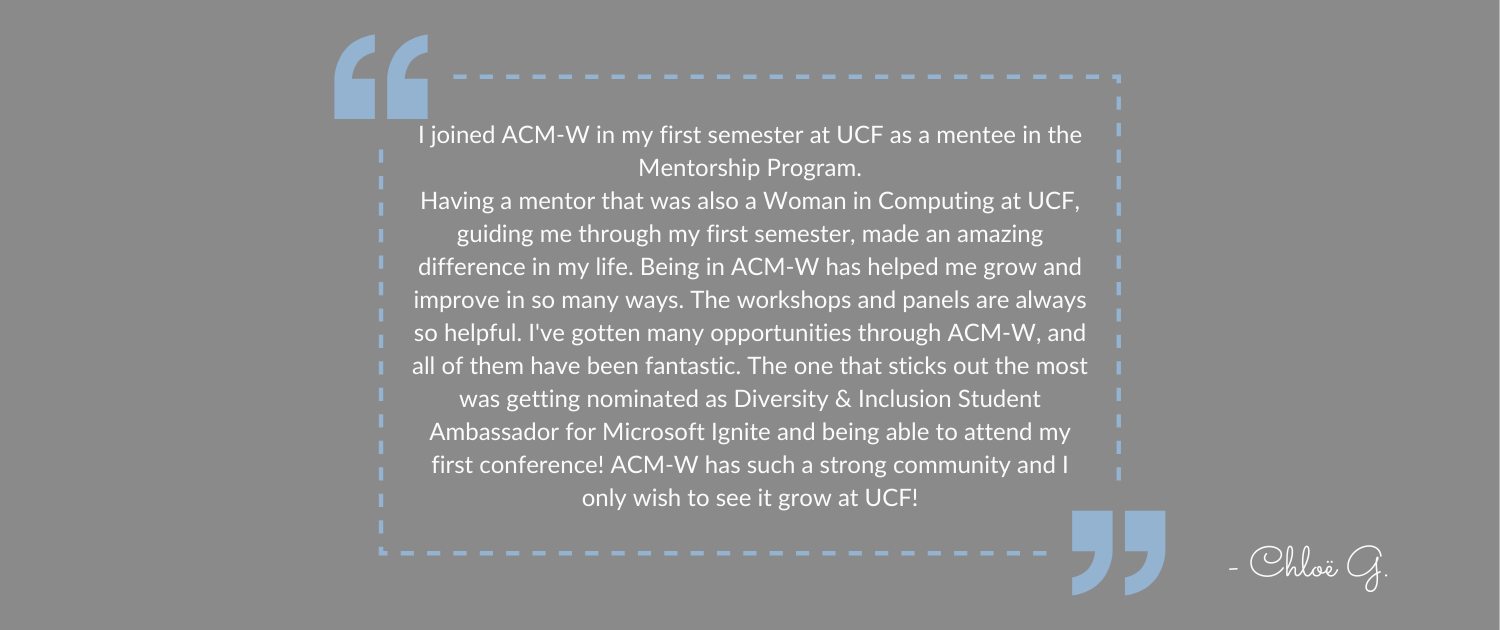 I joined ACM-W in my first semester at UCF as a mentee in the
Mentorship Program.
Having a mentor that was also a Woman in Computing at UCF,
guiding me through my first semester, made an amazing
difference in my life. Being in ACM-W has helped me grow and
improve in so many ways. The workshops and panels are always
so helpful. I've gotten many opportunities through ACM-W, and
all of them have been fantastic. The one that sticks out the most
was getting nominated as Diversity & Inclusion Student
Ambassador for Microsoft Ignite and being able to attend my
first conference! ACM-W has such a strong community and I
only wish to see it grow at UCF!
- Chloë G.